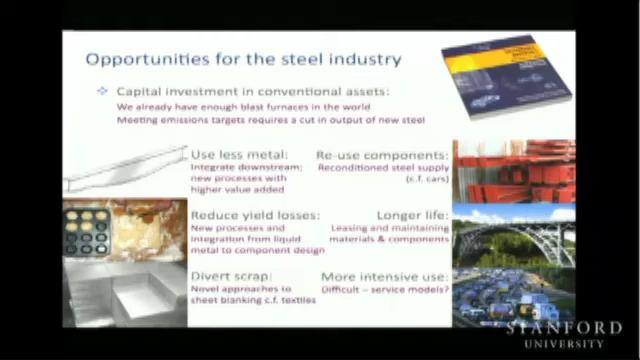 Opportunities for the steel industry
Capital investment in conventional assets:
We already have enough blast furnaces in the world
Meeting emissions targets requires a cut in output of new steel
Use less metal:
Integrate downstream;
new processes with
higher value added
Re-use components:
Reconditioned steel supply
(c.f. cars)
Reduce yield losses:
New processes and
integration from liquid
metal to component design
Longer life:
Leasing and maintaining
materials & components
Divert scrap:
Novel approaches to
sheet blanking c.f. textiles
More intensive use:
Difficult – service models?
STANFORD
UNIVERSITY